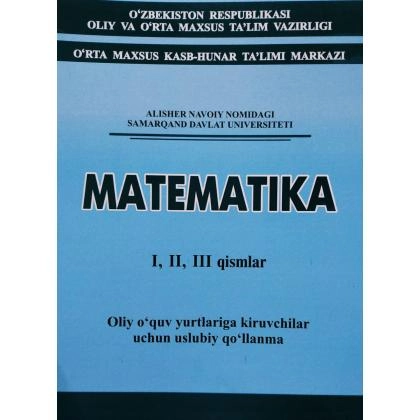 O‘ZBEKISTON RESPUBLIKASI
OLIY VA O‘RTA MAXSUS TA’LIM VAZIRLIGI
O‘RTA MAXSUS KASB-HUNAR TA’LIMI MARKAZI
ALISHER NAVOIY NOMIDAGI
SAMARQAND DAVLAT UNIVERSITETI
MATEMATIKA
I, II, III qismlar
Oliy o‘quv yurtlariga kiruvchilar
uchun uslubiy qo‘llanma